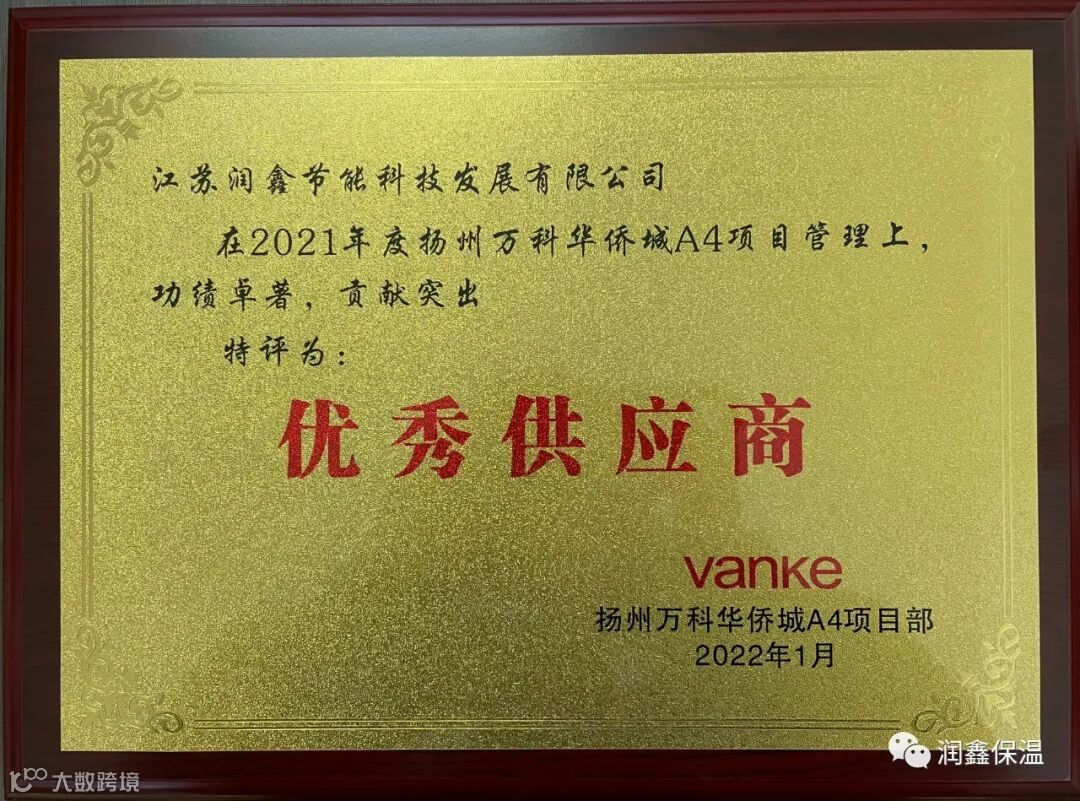 江苏润鑫节能科技发展有限公司
在2021年度扬州万科华侨城A4项目管理上，
功绩卓著，贡献突出
特评为：
优秀供应商
vanke
扬州万科华侨城A4项目部
2022年1月
润鑫保温
大数跨境